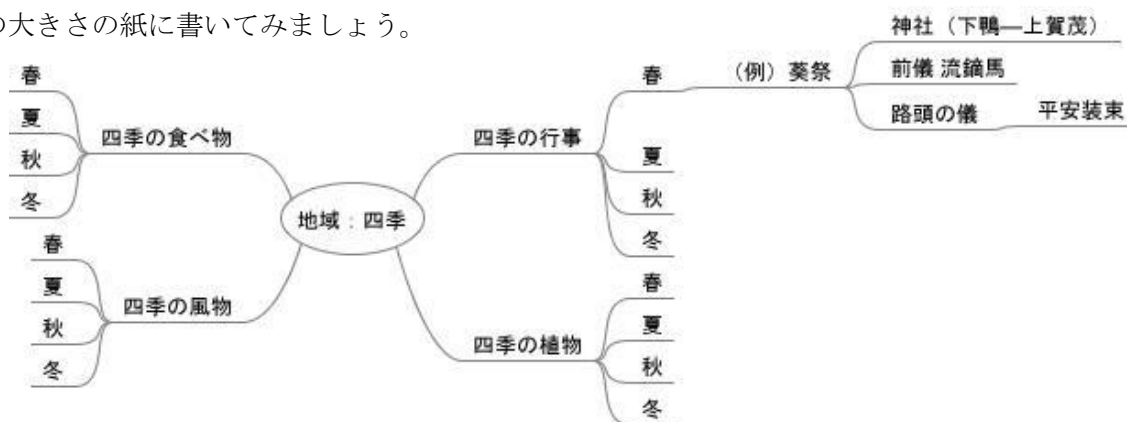 の大きさの紙に書いてみましょう。
地域：四季
四季の食べ物
春
夏
秋
冬
四季の風物
春
夏
秋
冬
四季の行事
春
（例）葵祭
神社（下鴨―上賀茂）
前儀 流鏑馬
路頭の儀
平安装束
夏
秋
冬
四季の植物
春
夏
秋
冬